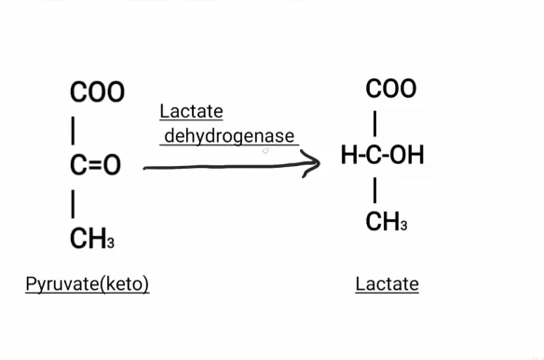 COO
|
C=O
|
CH₃
Pyruvate(keto)
Lactate
dehydrogenase
COO
|
H-C-OH
|
CH₃
Lactate